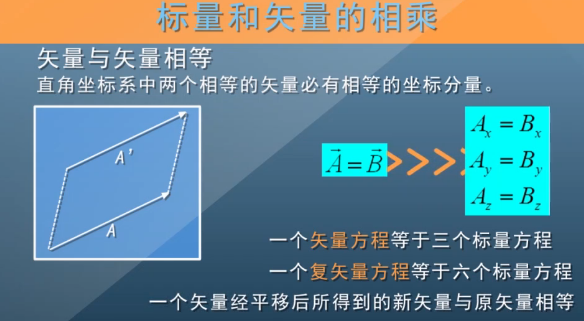 标量和矢量的相乘
矢量与矢量相等
直角坐标系中两个相等的矢量必有相等的坐标分量。
A’
A
$\vec{A}=\vec{B}$
$A_x = B_x$
$A_y = B_y$
$A_z = B_z$
一个矢量方程等于三个标量方程
一个复矢量方程等于六个标量方程
一个矢量经平移后所得到的新矢量与原矢量相等